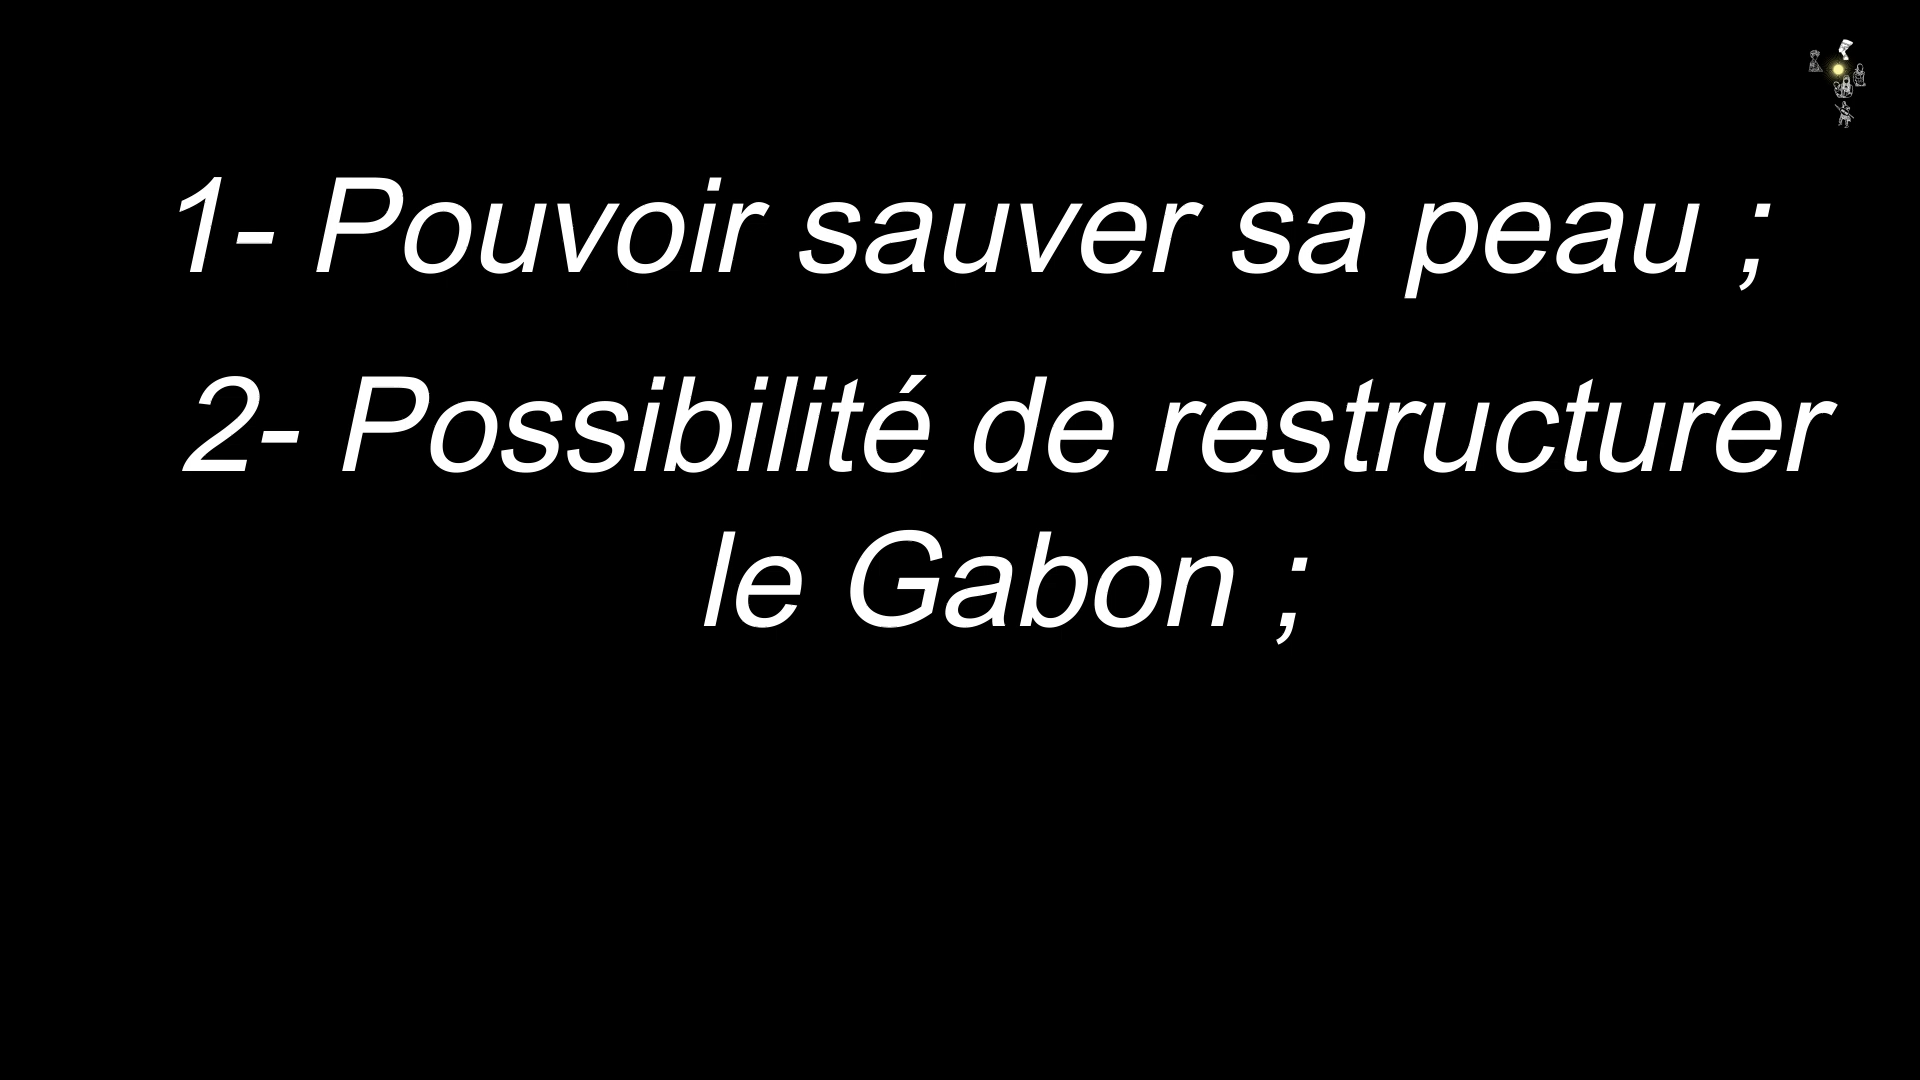 1- Pouvoir sauver sa peau ;
2- Possibilité de restructurer
le Gabon ;